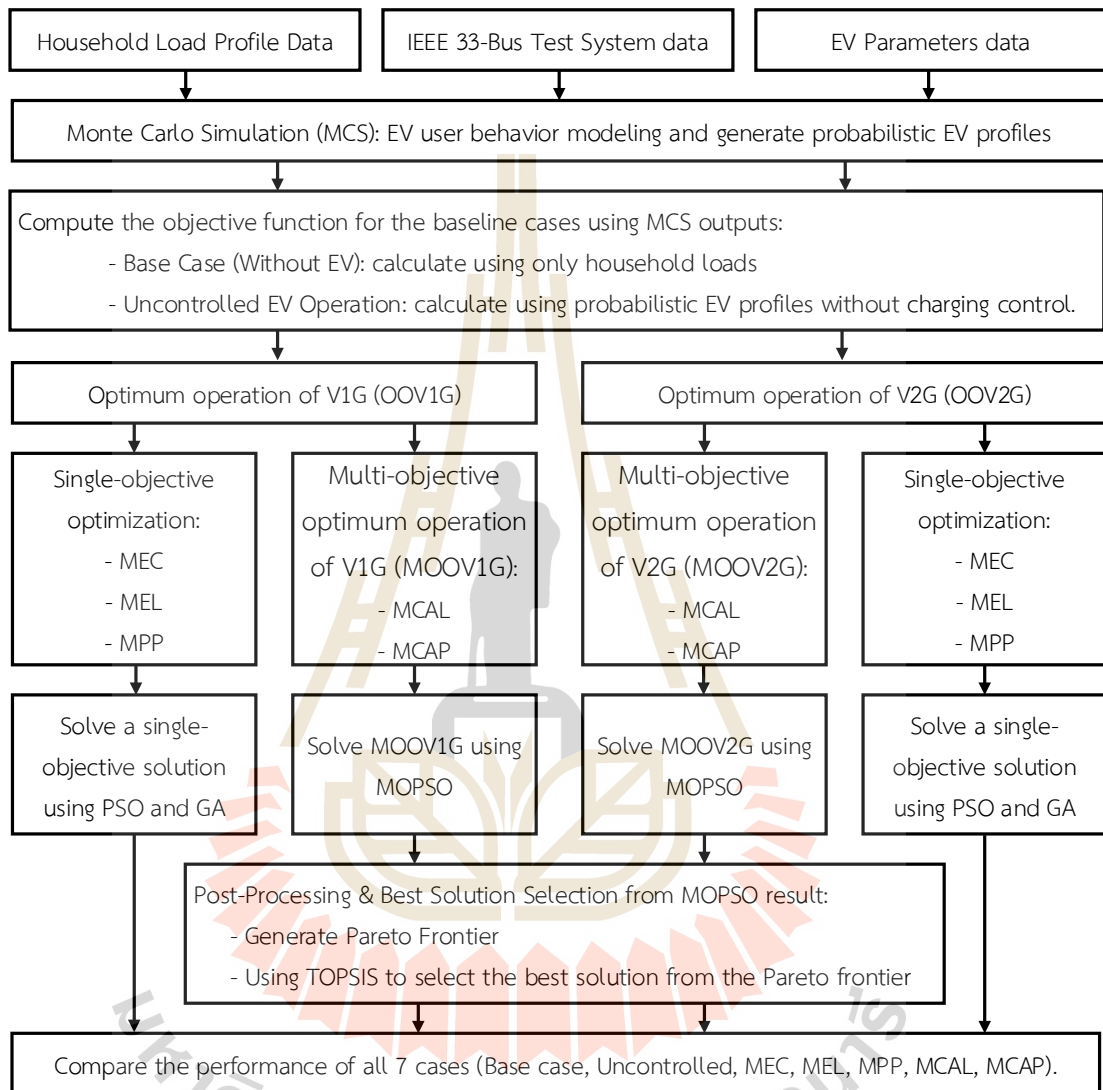 Household Load Profile Data
IEEE 33-Bus Test System data
EV Parameters data
Monte Carlo Simulation (MCS): EV user behavior modeling and generate probabilistic EV profiles
Compute the objective function for the baseline cases using MCS outputs:
- Base Case (Without EV): calculate using only household loads
- Uncontrolled EV Operation: calculate using probabilistic EV profiles without charging control.
Optimum operation of V1G (OOV1G)
Optimum operation of V2G (OOV2G)
Single-objective
optimization:
- MEC
- MEL
- MPP
Multi-objective
optimum operation
of V1G (MOOV1G):
- MCAL
- MCAP
Multi-objective
optimum operation
of V2G (MOOV2G):
- MCAL
- MCAP
Single-objective
optimization:
- MEC
- MEL
- MPP
Solve a single-
objective solution
using PSO and GA
Solve MOOV1G using
MOPSO
Solve MOOV2G using
MOPSO
Solve a single-
objective solution
using PSO and GA
Post-Processing & Best Solution Selection from MOPSO result:
- Generate Pareto Frontier
- Using TOPSIS to select the best solution from the Pareto frontier
Compare the performance of all 7 cases (Base case, Uncontrolled, MEC, MEL, MPP, MCAL, MCAP).